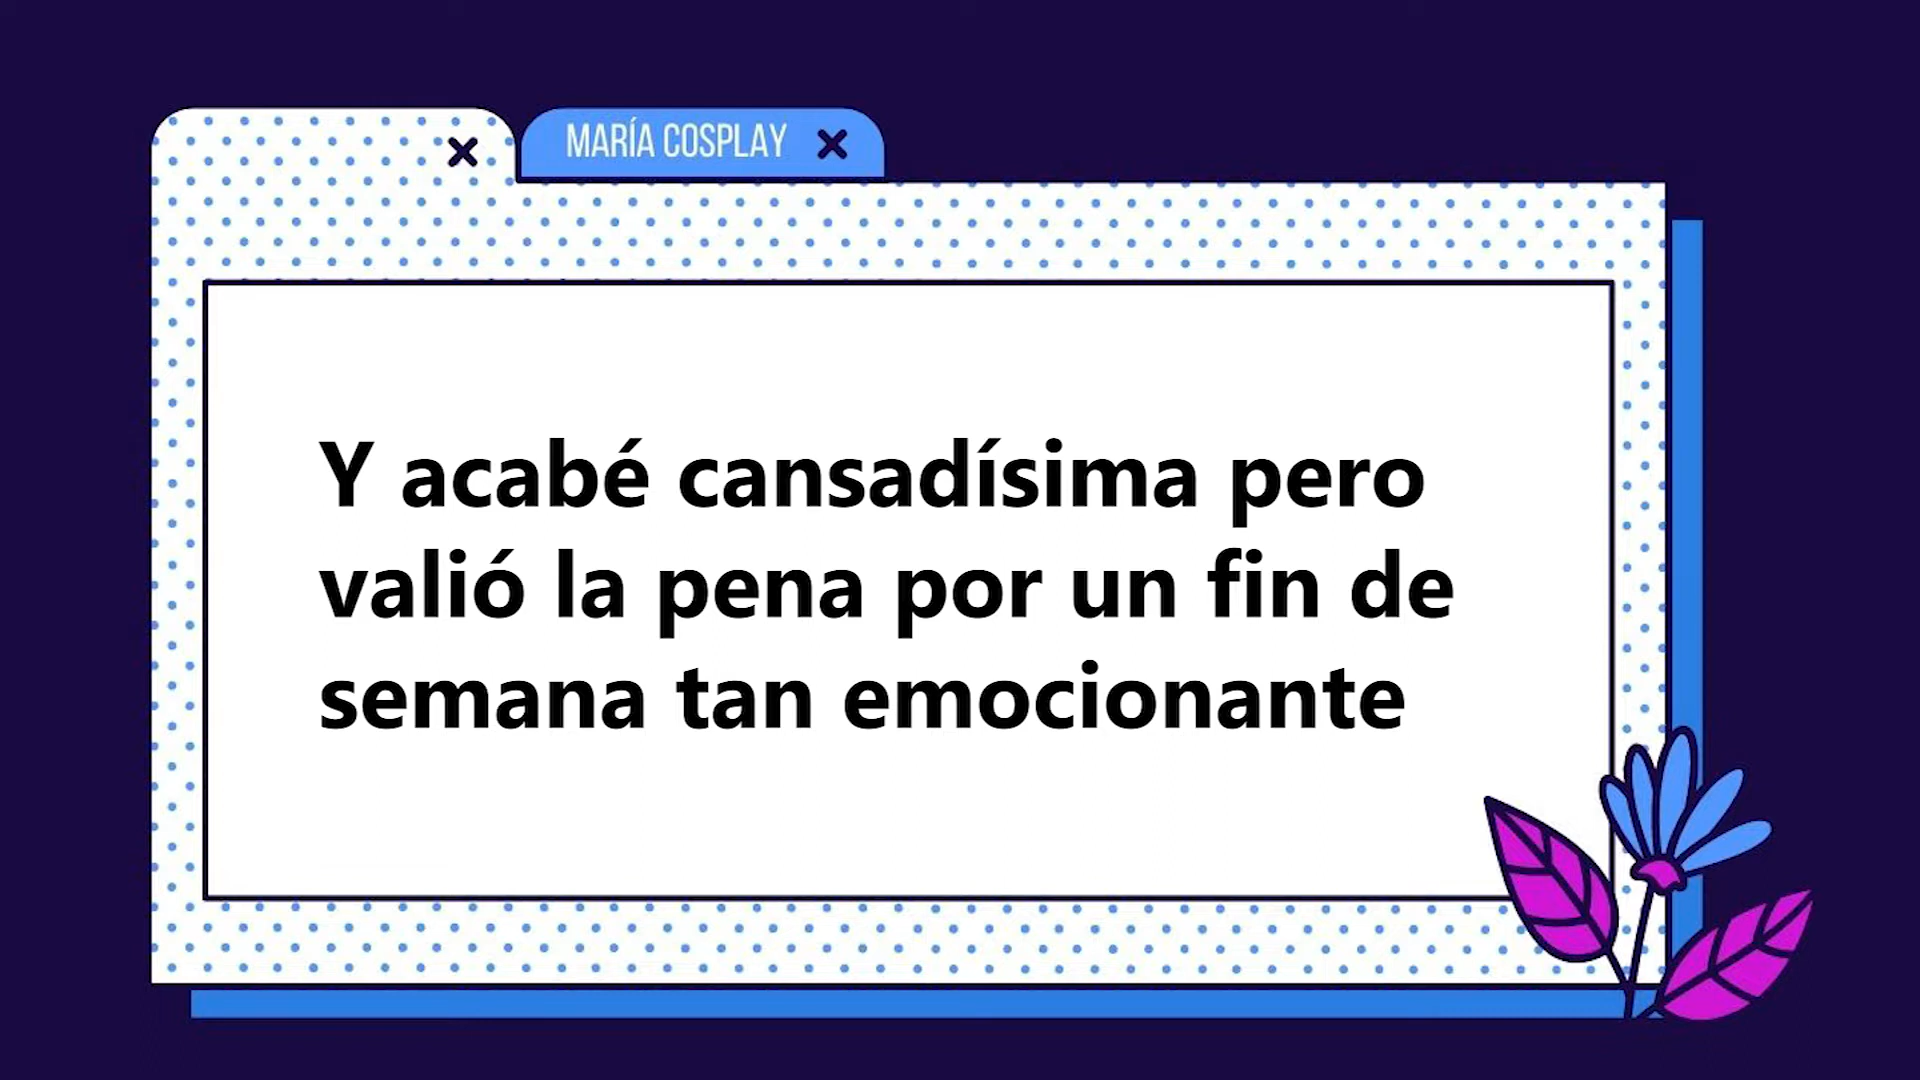 MARÍA COSPLAY
Y acabé cansadísima pero
valió la pena por un fin de
semana tan emocionante